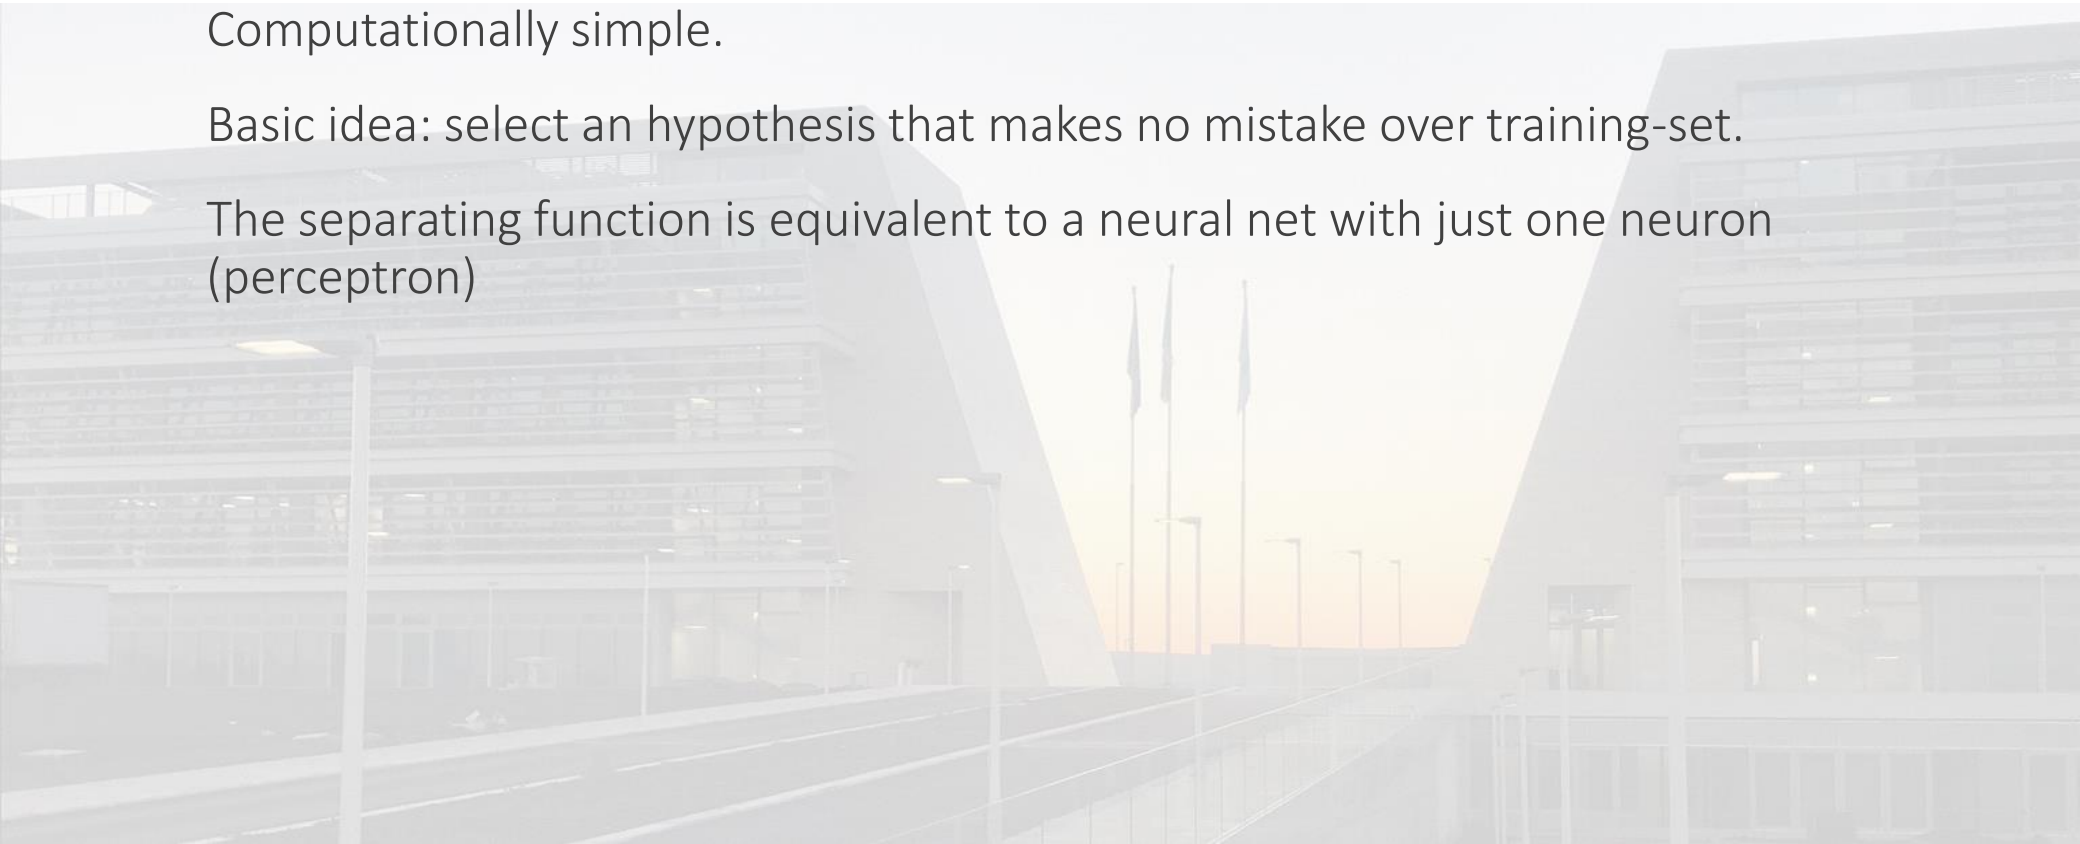 Computationally simple.
Basic idea: select an hypothesis that makes no mistake over training-set.
The separating function is equivalent to a neural net with just one neuron
(perceptron)